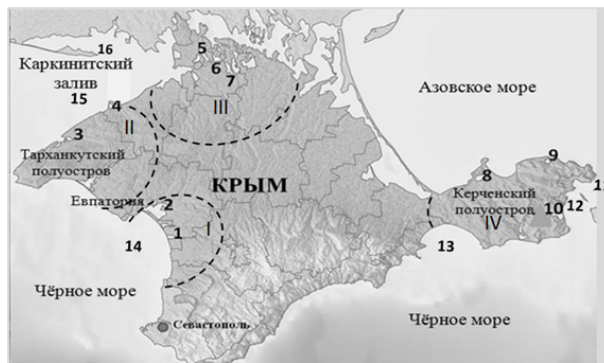 16
5
Каркинитский
залив
6
7
15
Азовское море
4
III
II
3
9
8
Тарханкутский
полуостров
КРЫМ
Керченский
полуостров
Евпатория
2
10
12
IV
1
I
14
13
Чёрное море
Севастополь
Чёрное море